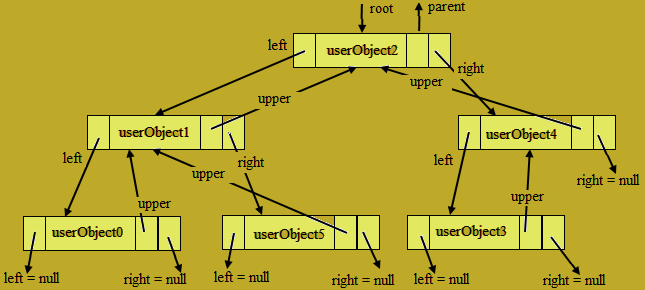 root
parent
left
userObject2
right
upper
upper
userObject1
userObject4
left
right
left
right = null
upper
upper
upper
userObject0
userObject5
userObject3
left = null
right = null
left = null
right = null
left = null
right = null